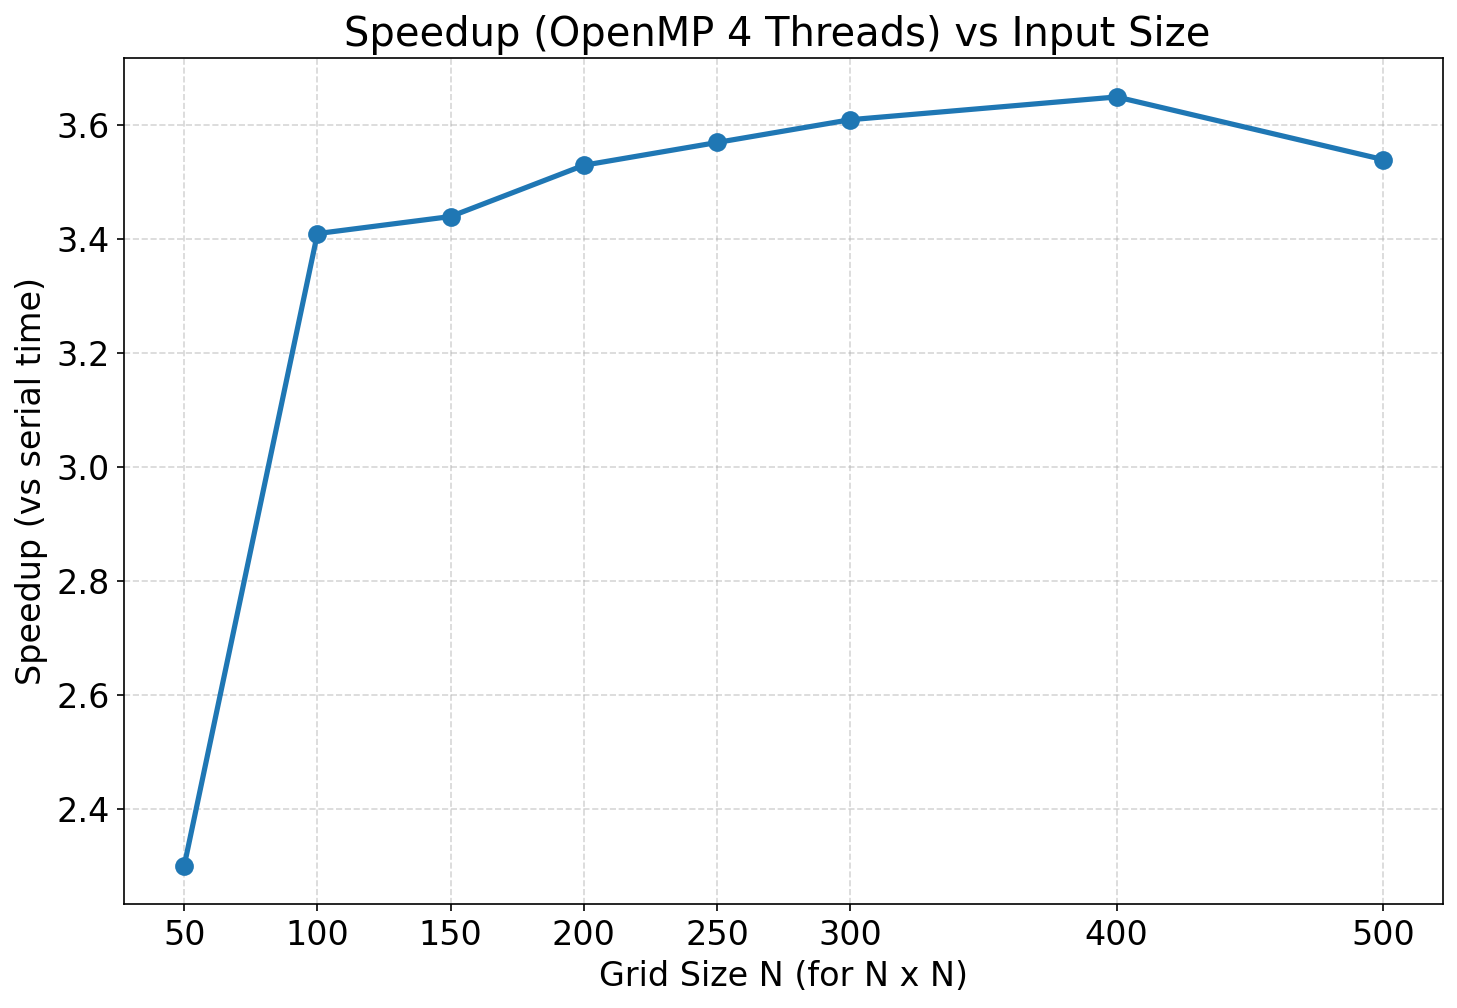 Speedup (OpenMP 4 Threads) vs Input Size
3.6
3.4
3.2
3.0
2.8
2.6
2.4
Speedup (vs serial time)
50 100 150 200 250 300 400 500
Grid Size N (for N x N)